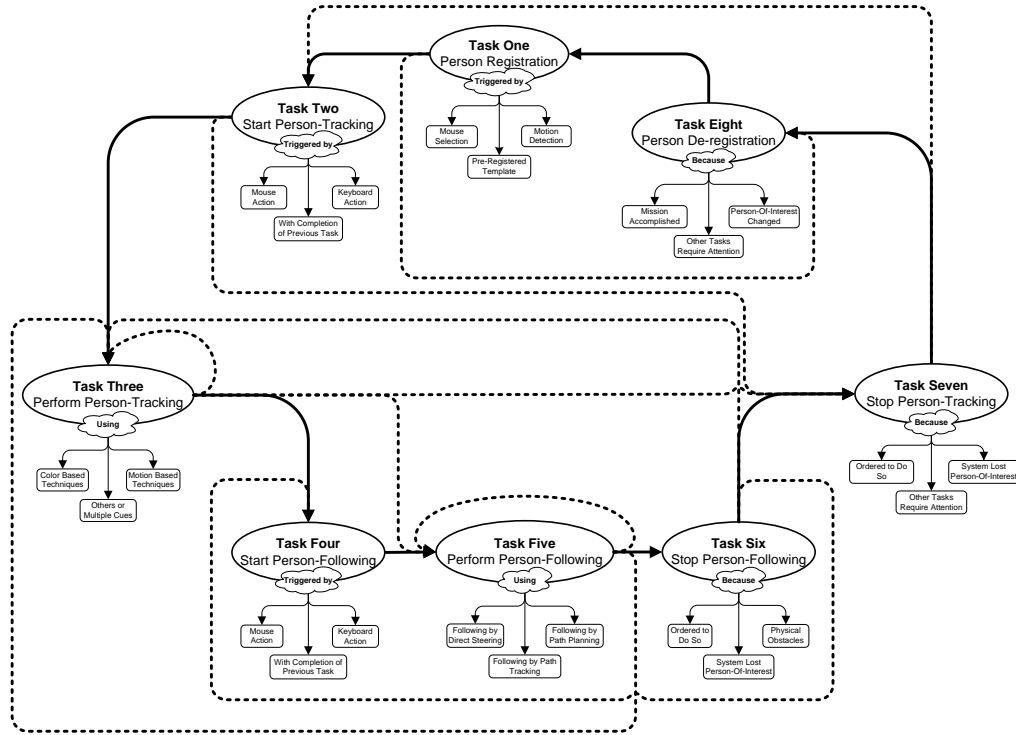 Task One
Person Registration
Triggered by
Mouse
Selection
Motion
Detection
Pre-Registered
Template
Task Two
Start Person-Tracking
Triggered by
Mouse
Action
Keyboard
Action
With Completion
of Previous Task
Task Eight
Person De-registration
Because
Mission
Accomplished
Person-Of-Interest
Changed
Other Tasks
Require Attention
Task Three
Perform Person-Tracking
Using
Color Based
Techniques
Motion Based
Techniques
Others or
Multiple Cues
Task Seven
Stop Person-Tracking
Because
Ordered to Do
So
System Lost
Person-Of-Interest
Other Tasks
Require Attention
Task Four
Start Person-Following
Triggered by
Mouse
Action
Keyboard
Action
With Completion of
Previous Task
Task Five
Perform Person-Following
Using
Following by
Direct Steering
Following by
Path Planning
Following by Path
Tracking
Task Six
Stop Person-Following
Because
Ordered to
Do So
Physical
Obstacles
System Lost
Person-Of-Interest